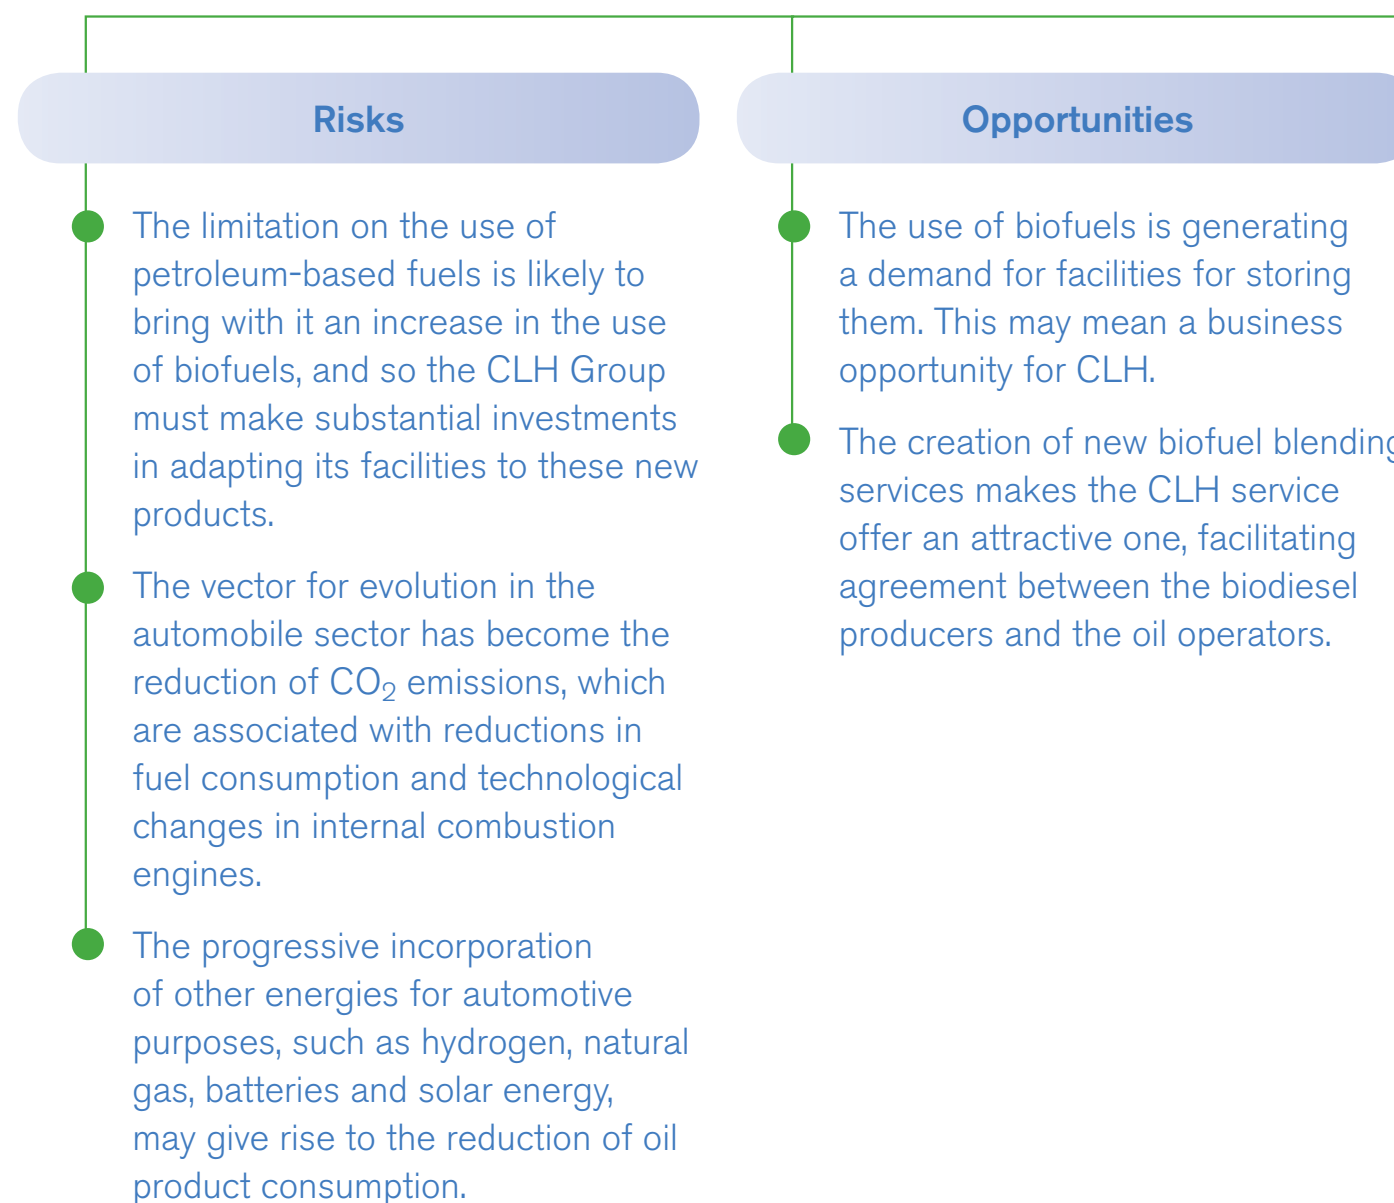 Risks
The limitation on the use of
petroleum-based fuels is likely to
bring with it an increase in the use
of biofuels, and so the CLH Group
must make substantial investments
in adapting its facilities to these new
products.
The vector for evolution in the
automobile sector has become the
reduction of CO₂ emissions, which
are associated with reductions in
fuel consumption and technological
changes in internal combustion
engines.
The progressive incorporation
of other energies for automotive
purposes, such as hydrogen, natural
gas, batteries and solar energy,
may give rise to the reduction of oil
product consumption.
Opportunities
The use of biofuels is generating
a demand for facilities for storing
them. This may mean a business
opportunity for CLH.
The creation of new biofuel blending
services makes the CLH service
offer an attractive one, facilitating
agreement between the biodiesel
producers and the oil operators.